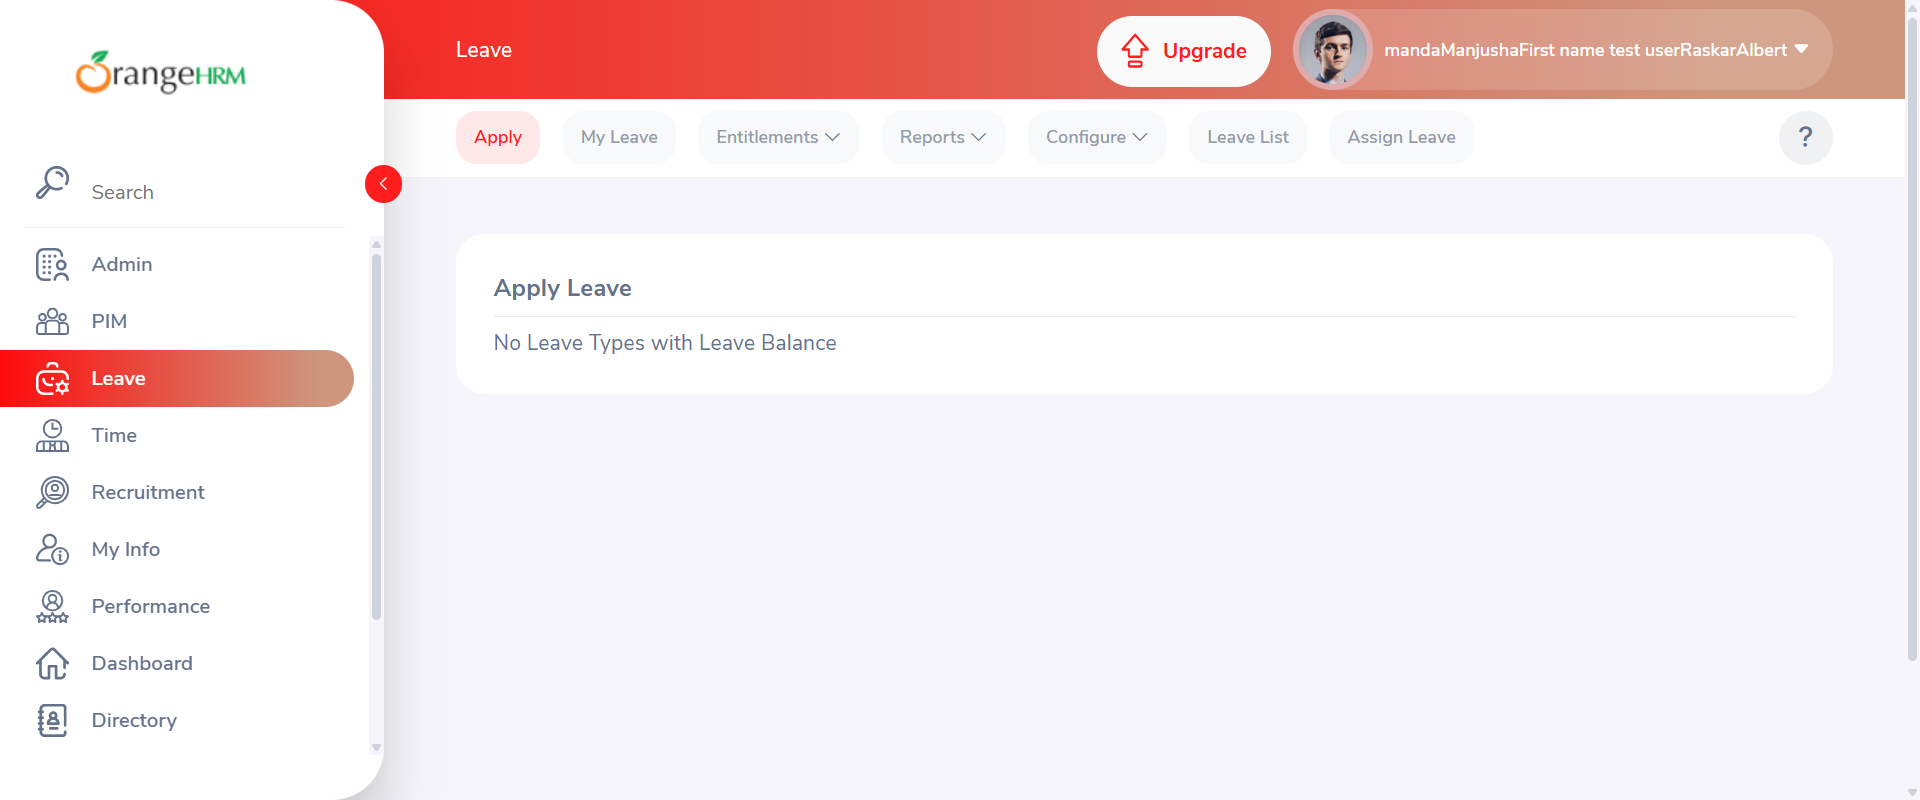 OrangeHRM
Leave
Upgrade
mandaManjushaFirst name test userRaskarAlbert
Apply
My Leave
Entitlements
Reports
Configure
Leave List
Assign Leave
?
Search
Admin
PIM
Leave
Time
Recruitment
My Info
Performance
Dashboard
Directory
Apply Leave
No Leave Types with Leave Balance